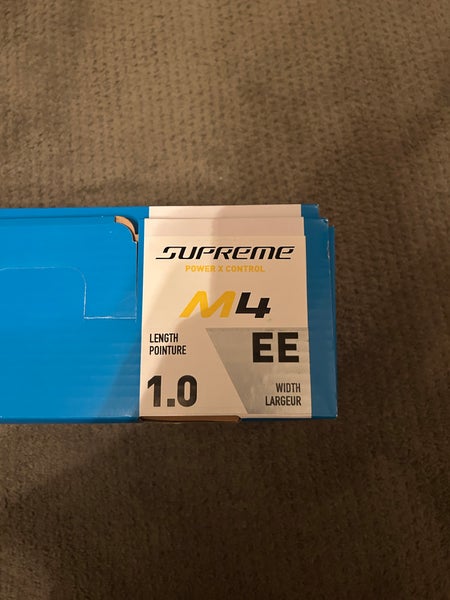 SUPREME
POWER X CONTROL
M4
LENGTH
POINTURE
EE
1.0
WIDTH
LARGEUR